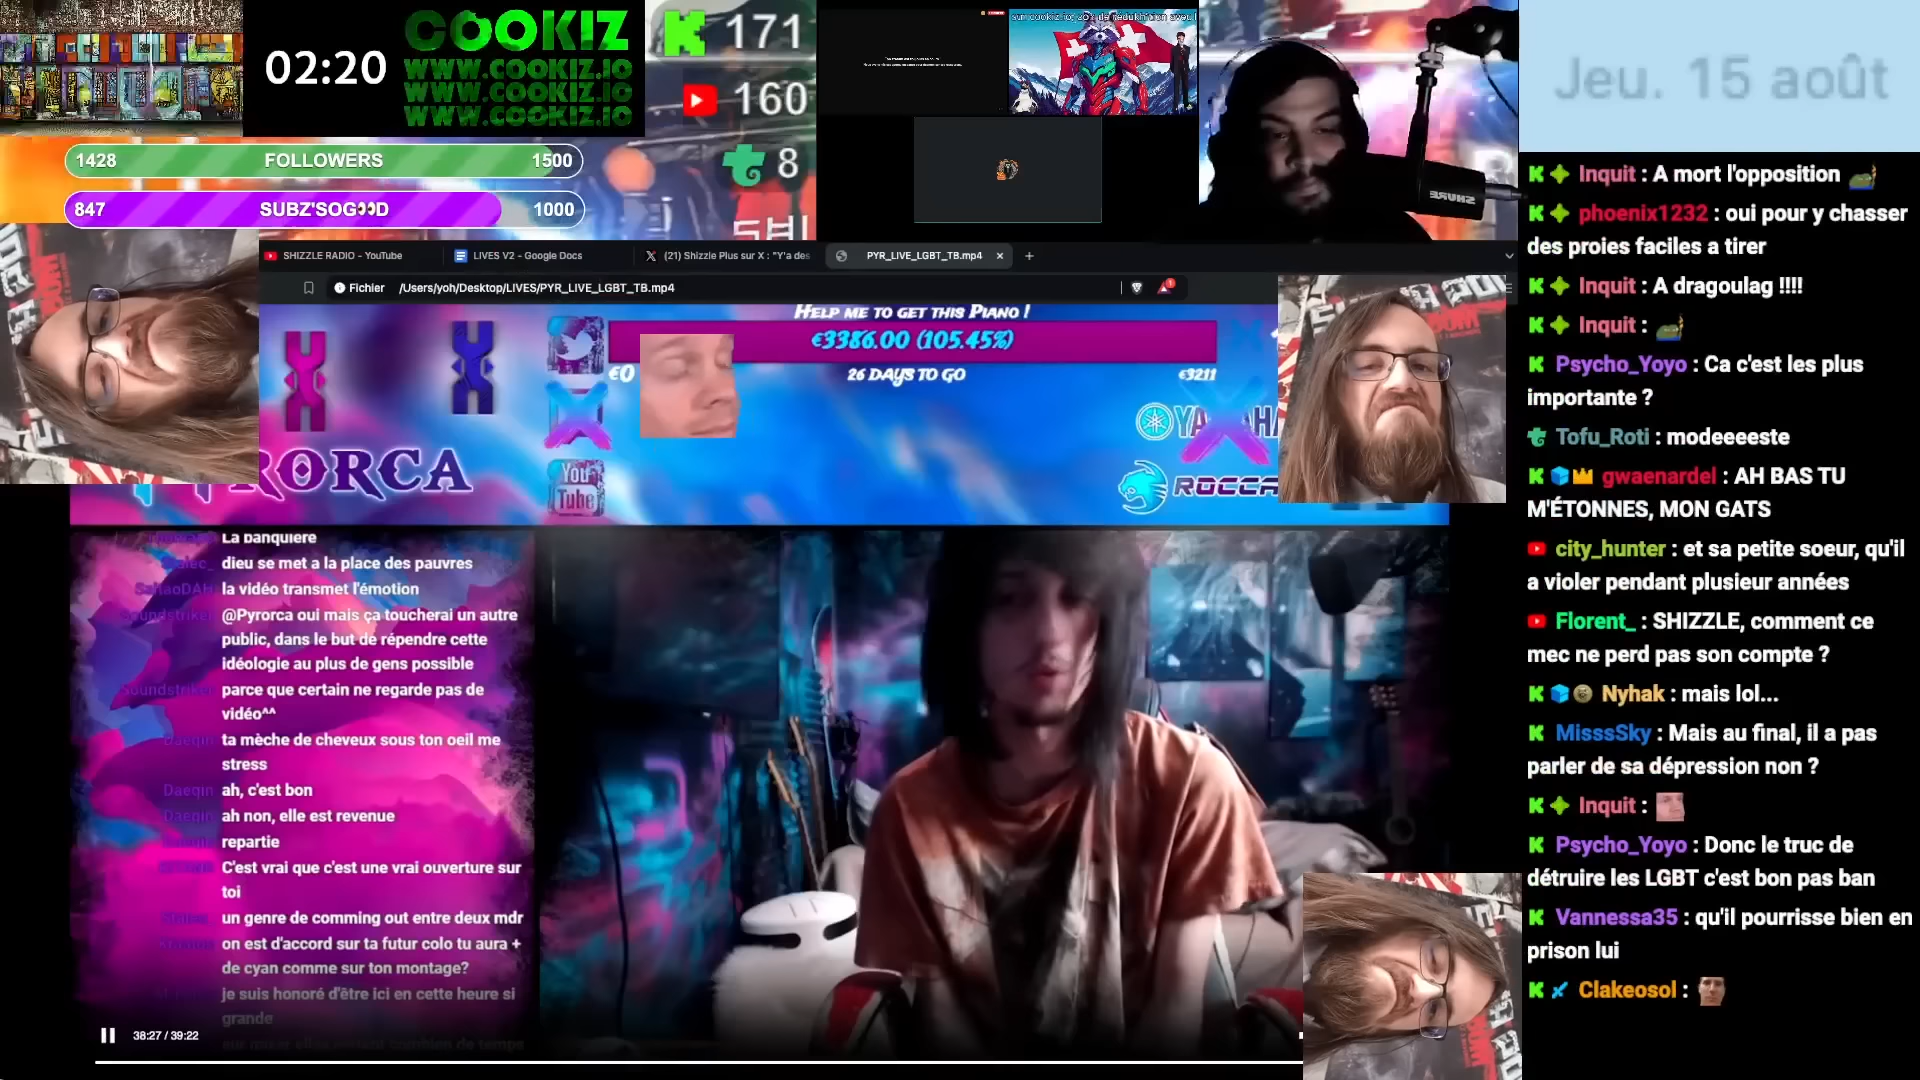 02:20
COOKIZ
WWW.COOKIZ.IO
WWW.COOKIZ.IO
WWW.COOKIZ.IO
171
160
8
1428 FOLLOWERS 1500
847 SUBZ'SOG👀D 1000
SHURE
Jeu. 15 août
SHIZZLE RADIO - YouTube
LIVES V2 - Google Docs
(21) Shizzle Plus sur X : "Y'a des
PYR_LIVE_LGBT_TB.mp4
Fichier /Users/yoh/Desktop/LIVES/PYR_LIVE_LGBT_TB.mp4
HELP ME TO GET THIS PIANO !
€3386.00 (105.45%)
€0 26 DAYS TO GO €3211
RORCA
You
Tube
ROCCA
La banquière
dieu se met a la place des pauvres
la vidéo transmet l'émotion
Soundstriker @Pyrorca oui mais ça toucherai un autre
public, dans le but de répendre cette
idéologie au plus de gens possible
Soundstriker parce que certain ne regarde pas de
vidéo^^
Daeqin ta mèche de cheveux sous ton oeil me
stress
Daeqin ah, c'est bon
Daeqin ah non, elle est revenue
repartie
C'est vrai que c'est une vrai ouverture sur
toi
un genre de comming out entre deux mdr
on est d'accord sur ta futur colo tu aura +
de cyan comme sur ton montage?
je suis honoré d'être ici en cette heure si
grande
38:27 / 39:22
Inquit : A mort l'opposition
phoenix1232 : oui pour y chasser
des proies faciles a tirer
Inquit : A dragoulag !!!!
Inquit :
Psycho_Yoyo : Ca c'est les plus
importante ?
Tofu_Roti : modeeeeste
gwaenardel : AH BAS TU
M'ÉTONNES, MON GATS
city_hunter : et sa petite soeur, qu'il
a violer pendant plusieur années
Florent_ : SHIZZLE, comment ce
mec ne perd pas son compte ?
Nyhak : mais lol...
MisssSky : Mais au final, il a pas
parler de sa dépression non ?
Inquit :
Psycho_Yoyo : Donc le truc de
détruire les LGBT c'est bon pas ban
Vannessa35 : qu'il pourrisse bien en
prison lui
Clakeosol :